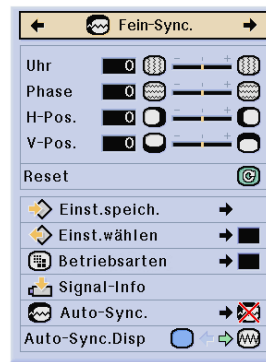 Fein-Sync.
Uhr 0
Phase 0
H-Pos. 0
V-Pos. 0
Reset
Einst.speich.
Einst.wählen
Betriebsarten
Signal-Info
Auto-Sync.
Auto-Sync.Disp